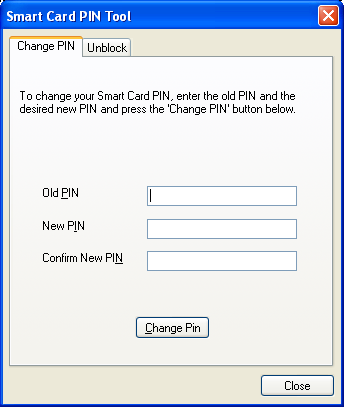 Smart Card PIN Tool
Change PIN
Unblock
To change your Smart Card PIN, enter the old PIN and the
desired new PIN and press the 'Change PIN' button below.
Old PIN
New PIN
Confirm New PIN
Change Pin
Close